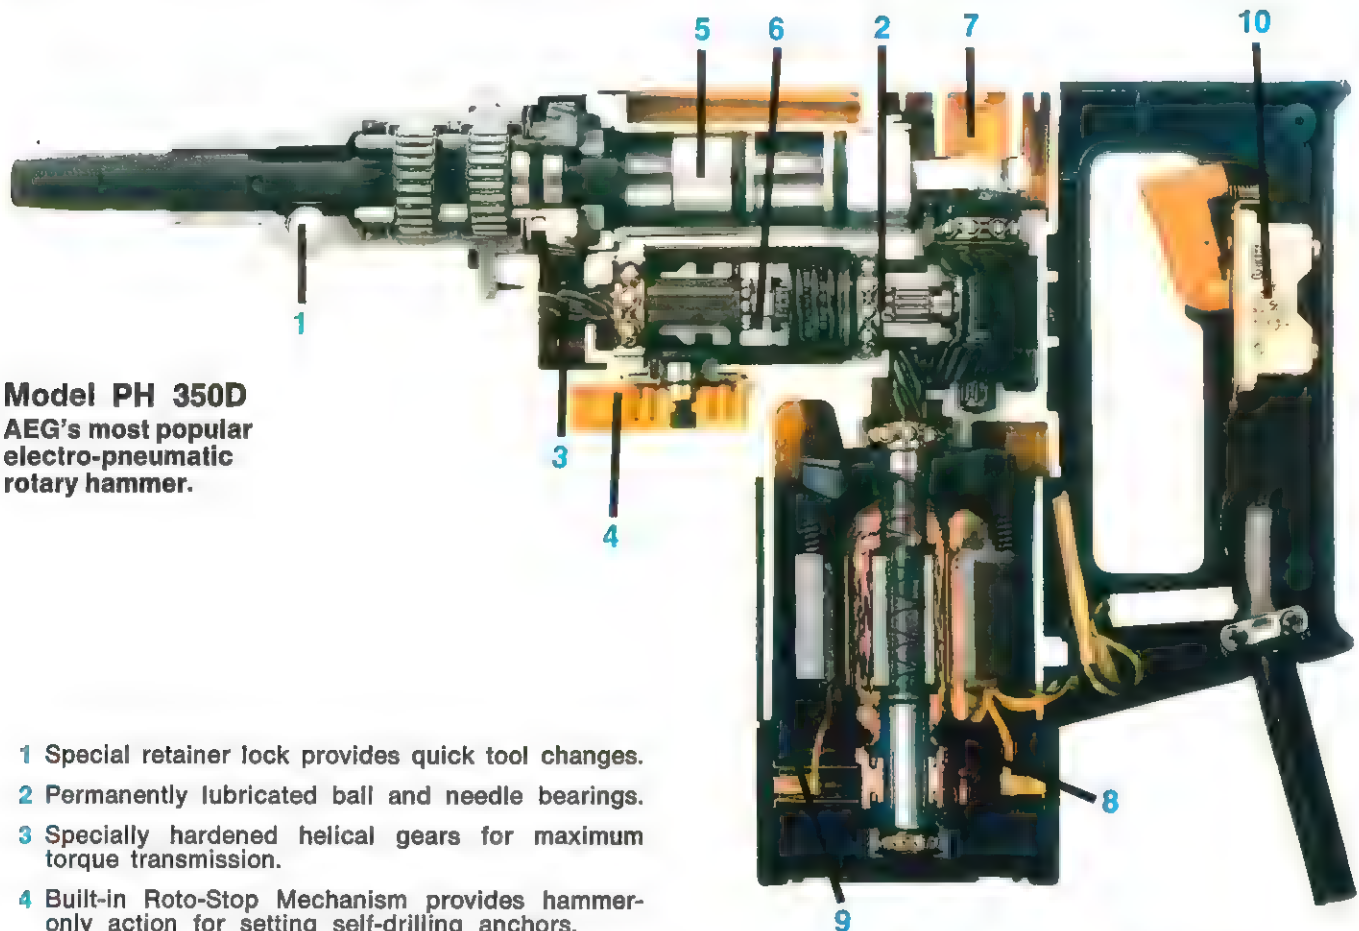 5 6 2 7 10
1
Model PH 350D
AEG's most popular
electro-pneumatic
rotary hammer.
3
4
8
9
1 Special retainer lock provides quick tool changes.
2 Permanently lubricated ball and needle bearings.
3 Specially hardened helical gears for maximum
torque transmission.
4 Built-in Roto-Stop Mechanism provides hammer-
only action for setting self-drilling anchors.